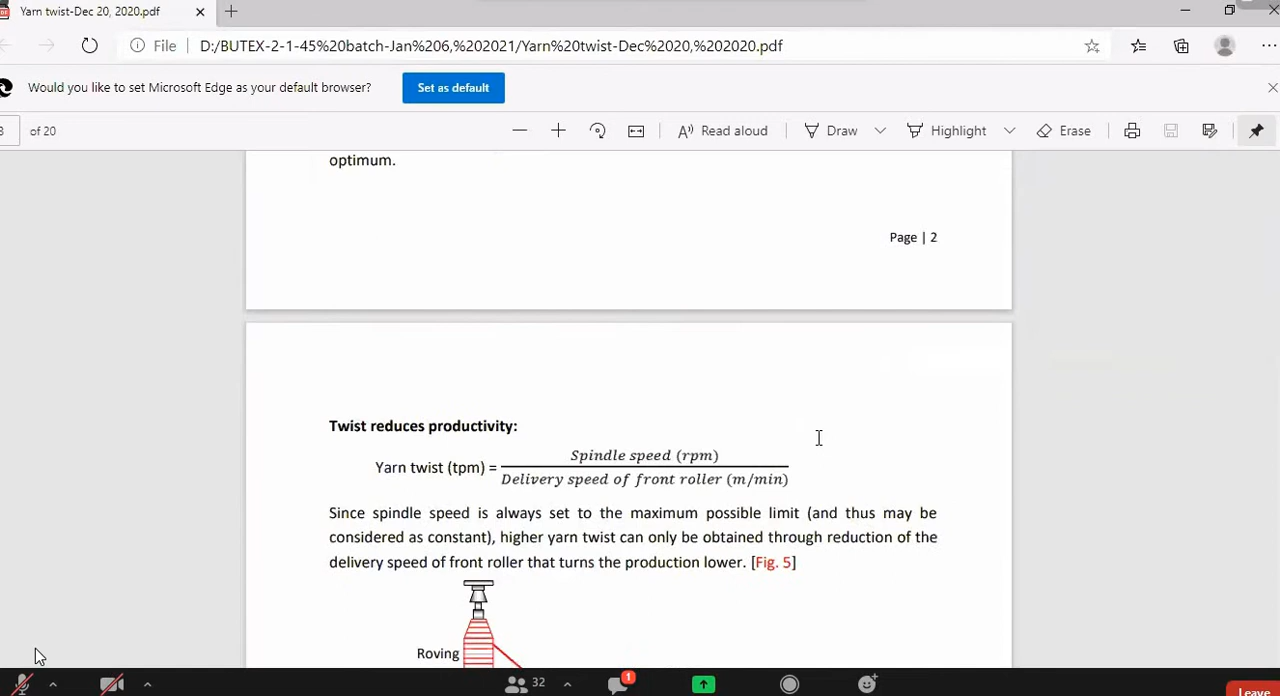 Yarn twist-Dec 20, 2020.pdf
File D:/BUTEX-2-1-45%20batch-Jan%206,%202021/Yarn%20twist-Dec%2020,%202020.pdf
Would you like to set Microsoft Edge as your default browser? Set as default
of 20 Read aloud Draw Highlight Erase
optimum.
Page | 2
Twist reduces productivity:
Yarn twist (tpm) = Spindle speed (rpm)
Delivery speed of front roller (m/min)
Since spindle speed is always set to the maximum possible limit (and thus may be
considered as constant), higher yarn twist can only be obtained through reduction of the
delivery speed of front roller that turns the production lower. [Fig. 5]
Roving
32 1
Leave